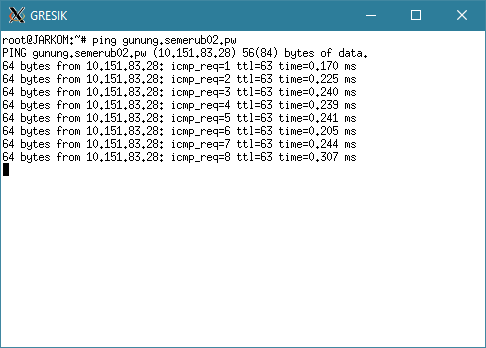 GRESIK
root@JARKOM:~# ping gunung.semerub02.pw
PING gunung.semerub02.pw (10.151.83.28) 56(84) bytes of data.
64 bytes from 10.151.83.28: icmp_req=1 ttl=63 time=0.170 ms
64 bytes from 10.151.83.28: icmp_req=2 ttl=63 time=0.225 ms
64 bytes from 10.151.83.28: icmp_req=3 ttl=63 time=0.240 ms
64 bytes from 10.151.83.28: icmp_req=4 ttl=63 time=0.239 ms
64 bytes from 10.151.83.28: icmp_req=5 ttl=63 time=0.241 ms
64 bytes from 10.151.83.28: icmp_req=6 ttl=63 time=0.205 ms
64 bytes from 10.151.83.28: icmp_req=7 ttl=63 time=0.244 ms
64 bytes from 10.151.83.28: icmp_req=8 ttl=63 time=0.307 ms